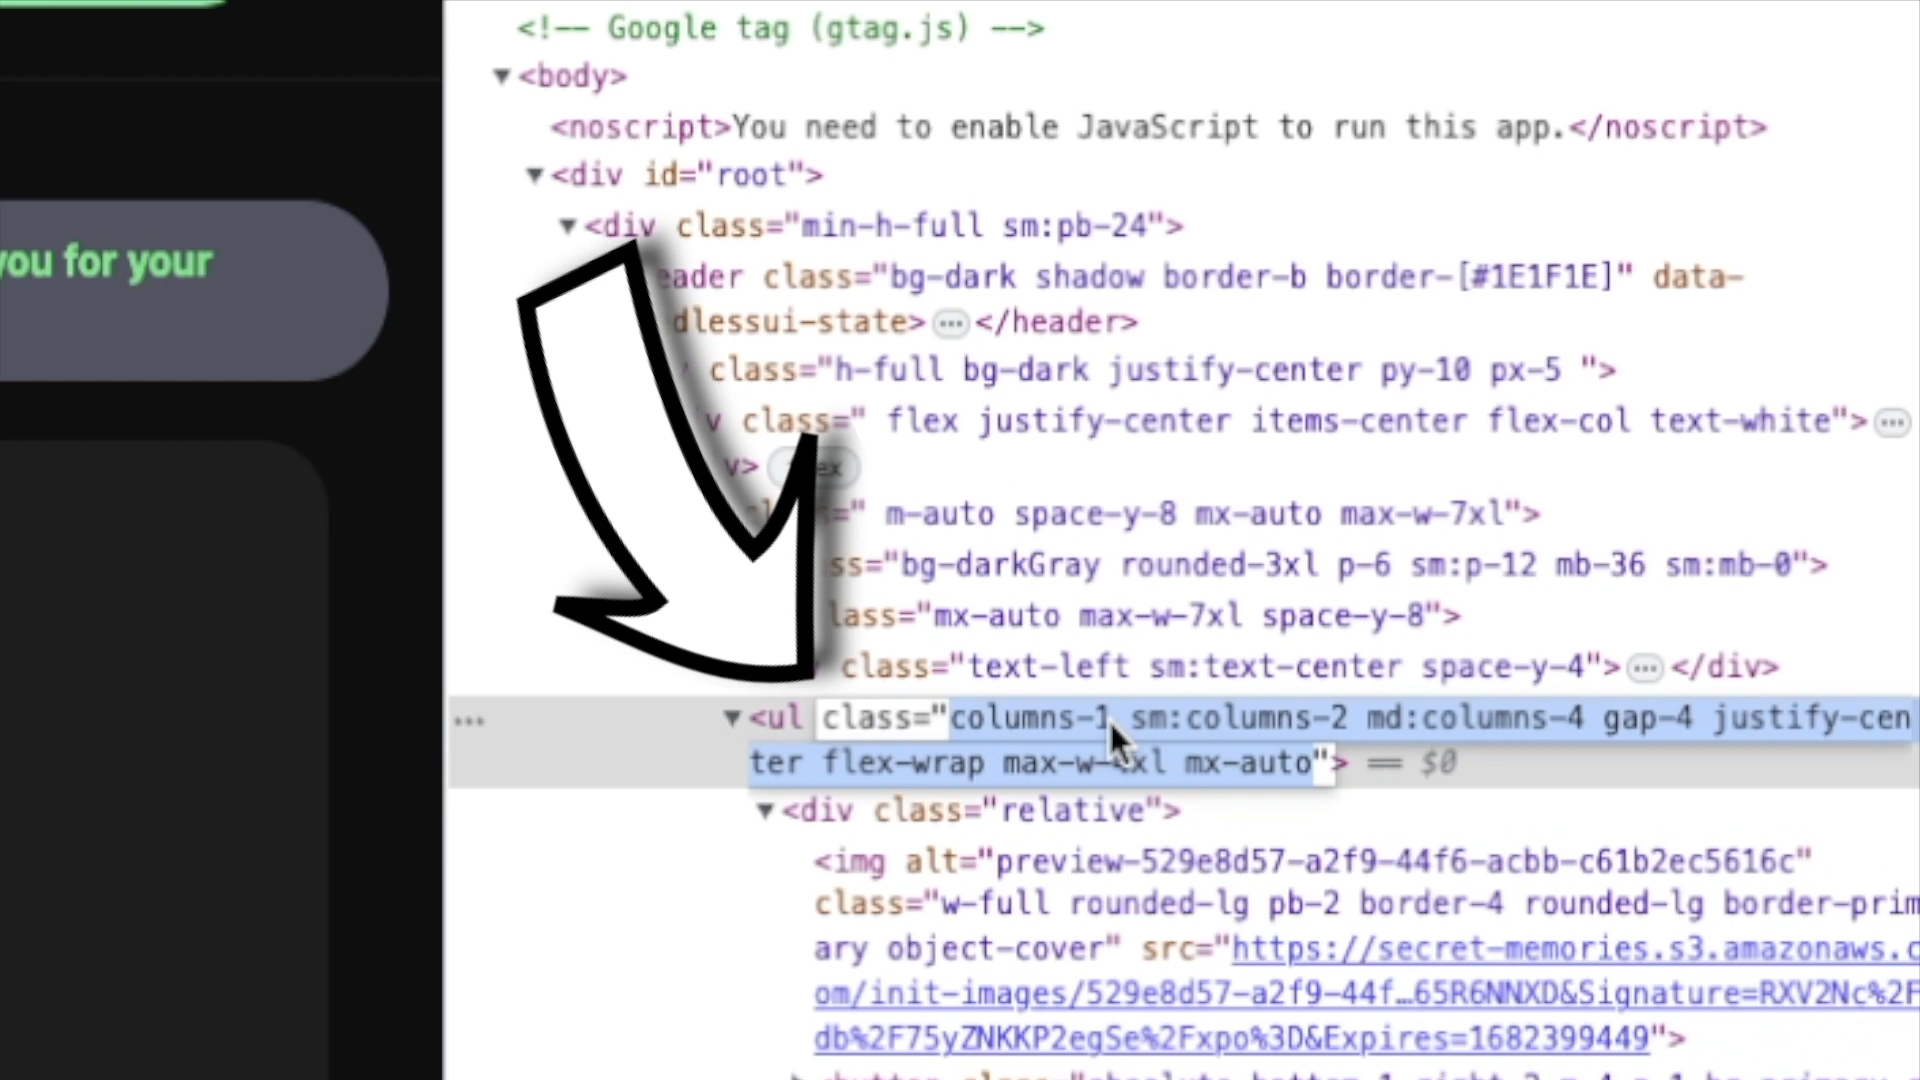 <!-- Google tag (gtag.js) -->
<body>
<noscript>You need to enable JavaScript to run this app.</noscript>
<div id="root">
you for your
<div class="min-h-full sm:pb-24">
eader class="bg-dark shadow border-b border-[#1E1F1E]" data-
dlessui-state> … </header>
class="h-full bg-dark justify-center py-10 px-5 ">
v class=" flex justify-center items-center flex-col text-white"> …
v>
=" m-auto space-y-8 mx-auto max-w-7xl">
ss="bg-darkGray rounded-3xl p-6 sm:p-12 mb-36 sm:mb-0">
lass="mx-auto max-w-7xl space-y-8">
class="text-left sm:text-center space-y-4"> … </div>
… <ul class="columns-1 sm:columns-2 md:columns-4 gap-4 justify-cen
ter flex-wrap mx-auto"> == $0
<div class="relative">
<img alt="preview-529e8d57-a2f9-44f6-acbb-c61b2ec5616c"
class="w-full rounded-lg pb-2 border-4 rounded-lg border-prim
ary object-cover" src="https://secret-memories.s3.amazonaws.c
om/init-images/529e8d57-a2f9-44f…65R6NNXD&Signature=RXV2Nc%2F
db%2F75yZNKKP2egSe%2Fxpo%3D&Expires=1682399449">